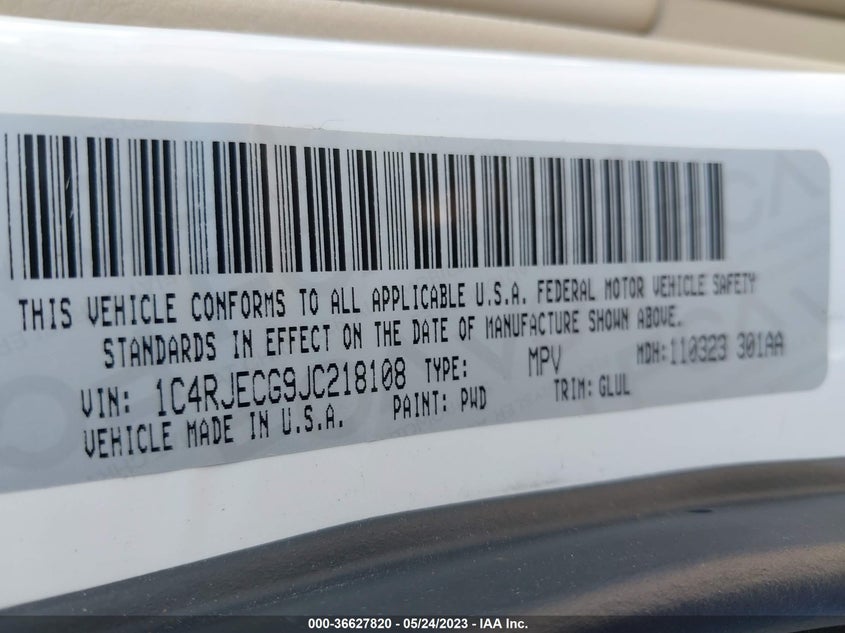 THIS VEHICLE CONFORMS TO ALL APPLICABLE U.S.A. FEDERAL MOTOR VEHICLE SAFETY
STANDARDS IN EFFECT ON THE DATE OF MANUFACTURE SHOWN ABOVE.
VIN: 1C4RJECG9JC218108 TYPE: MPV MDH:110323 301AA
VEHICLE MADE IN U.S.A. PAINT: PWD TRIM: GLUL
000-36627820 - 05/24/2023 - IAA Inc.